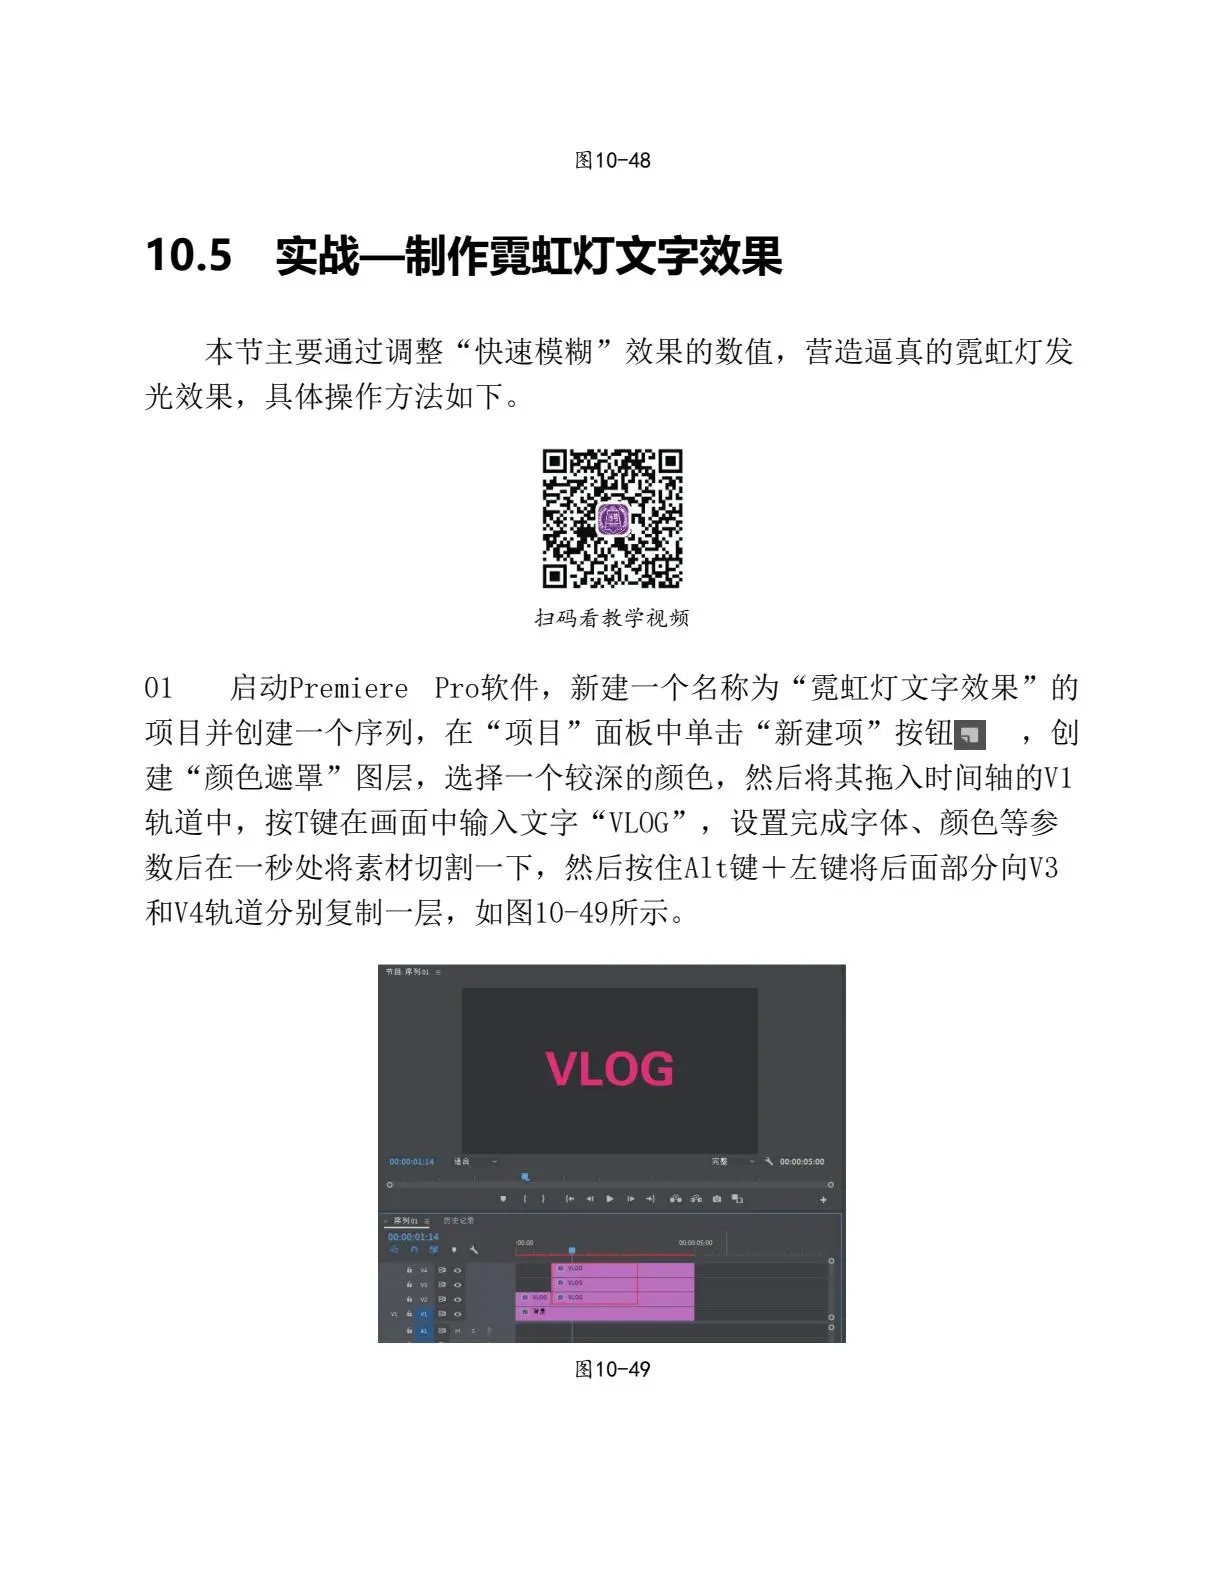 图10-48
10.5 实战—制作霓虹灯文字效果
本节主要通过调整“快速模糊”效果的数值，营造逼真的霓虹灯发
光效果，具体操作方法如下。
扫码看教学视频
01 启动Premiere Pro软件，新建一个名称为“霓虹灯文字效果”的
项目并创建一个序列，在“项目”面板中单击“新建项”按钮 ，创
建“颜色遮罩”图层，选择一个较深的颜色，然后将其拖入时间轴的V1
轨道中，按T键在画面中输入文字“VLOG”，设置完成字体、颜色等参
数后在一秒处将素材切割一下，然后按住Alt键＋左键将后面部分向V3
和V4轨道分别复制一层，如图10-49所示。
节目: 序列01
VLOG
00:00:01:14 适合 完整 00:00:05:00
序列01 历史记录
00:00:01:14
:00:00 00:00:05:00
V4 VLOG
V3 VLOG
V2 VLOG VLOG
V1 V1 背景
A1 M S
图10-49